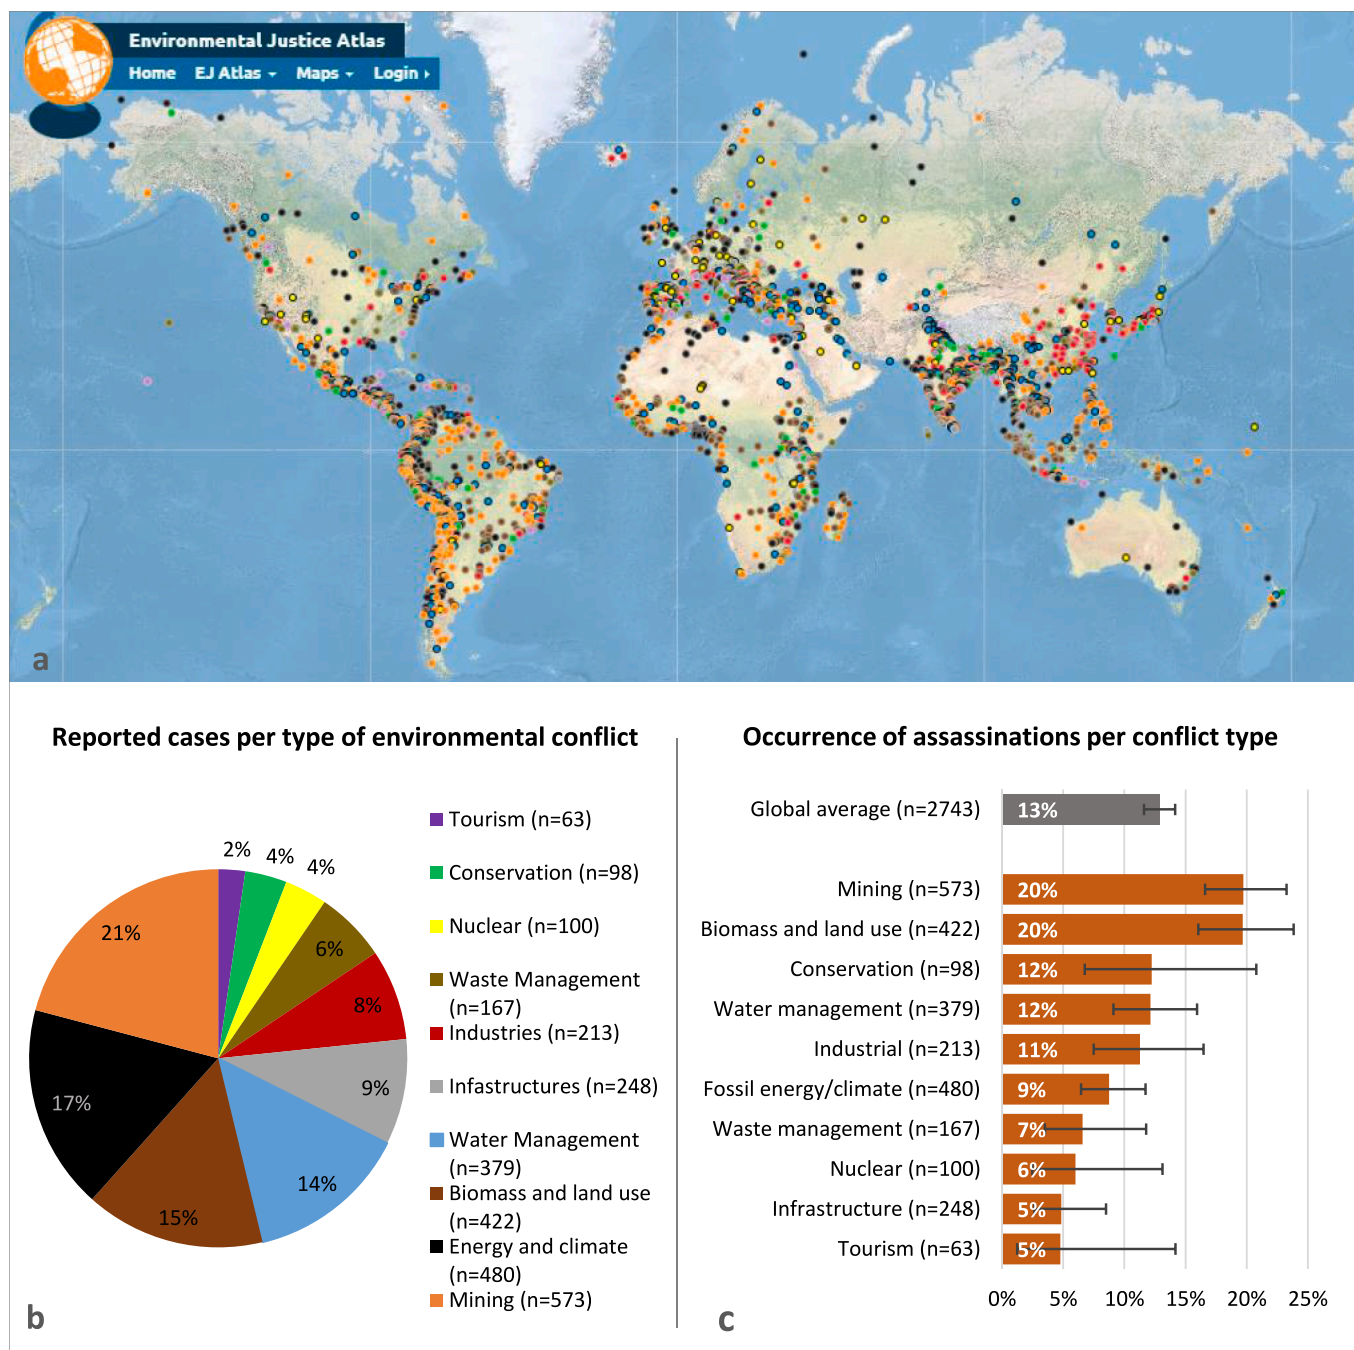 Environmental Justice Atlas
Home EJ Atlas Maps Login
a
Reported cases per type of environmental conflict
2%
4%
4%
6%
8%
9%
14%
15%
17%
21%
Tourism (n=63)
Conservation (n=98)
Nuclear (n=100)
Waste Management
(n=167)
Industries (n=213)
Infastructures (n=248)
Water Management
(n=379)
Biomass and land use
(n=422)
Energy and climate
(n=480)
Mining (n=573)
b
Occurrence of assassinations per conflict type
Global average (n=2743) 13%
Mining (n=573) 20%
Biomass and land use (n=422) 20%
Conservation (n=98) 12%
Water management (n=379) 12%
Industrial (n=213) 11%
Fossil energy/climate (n=480) 9%
Waste management (n=167) 7%
Nuclear (n=100) 6%
Infrastructure (n=248) 5%
Tourism (n=63) 5%
0% 5% 10% 15% 20% 25%
c